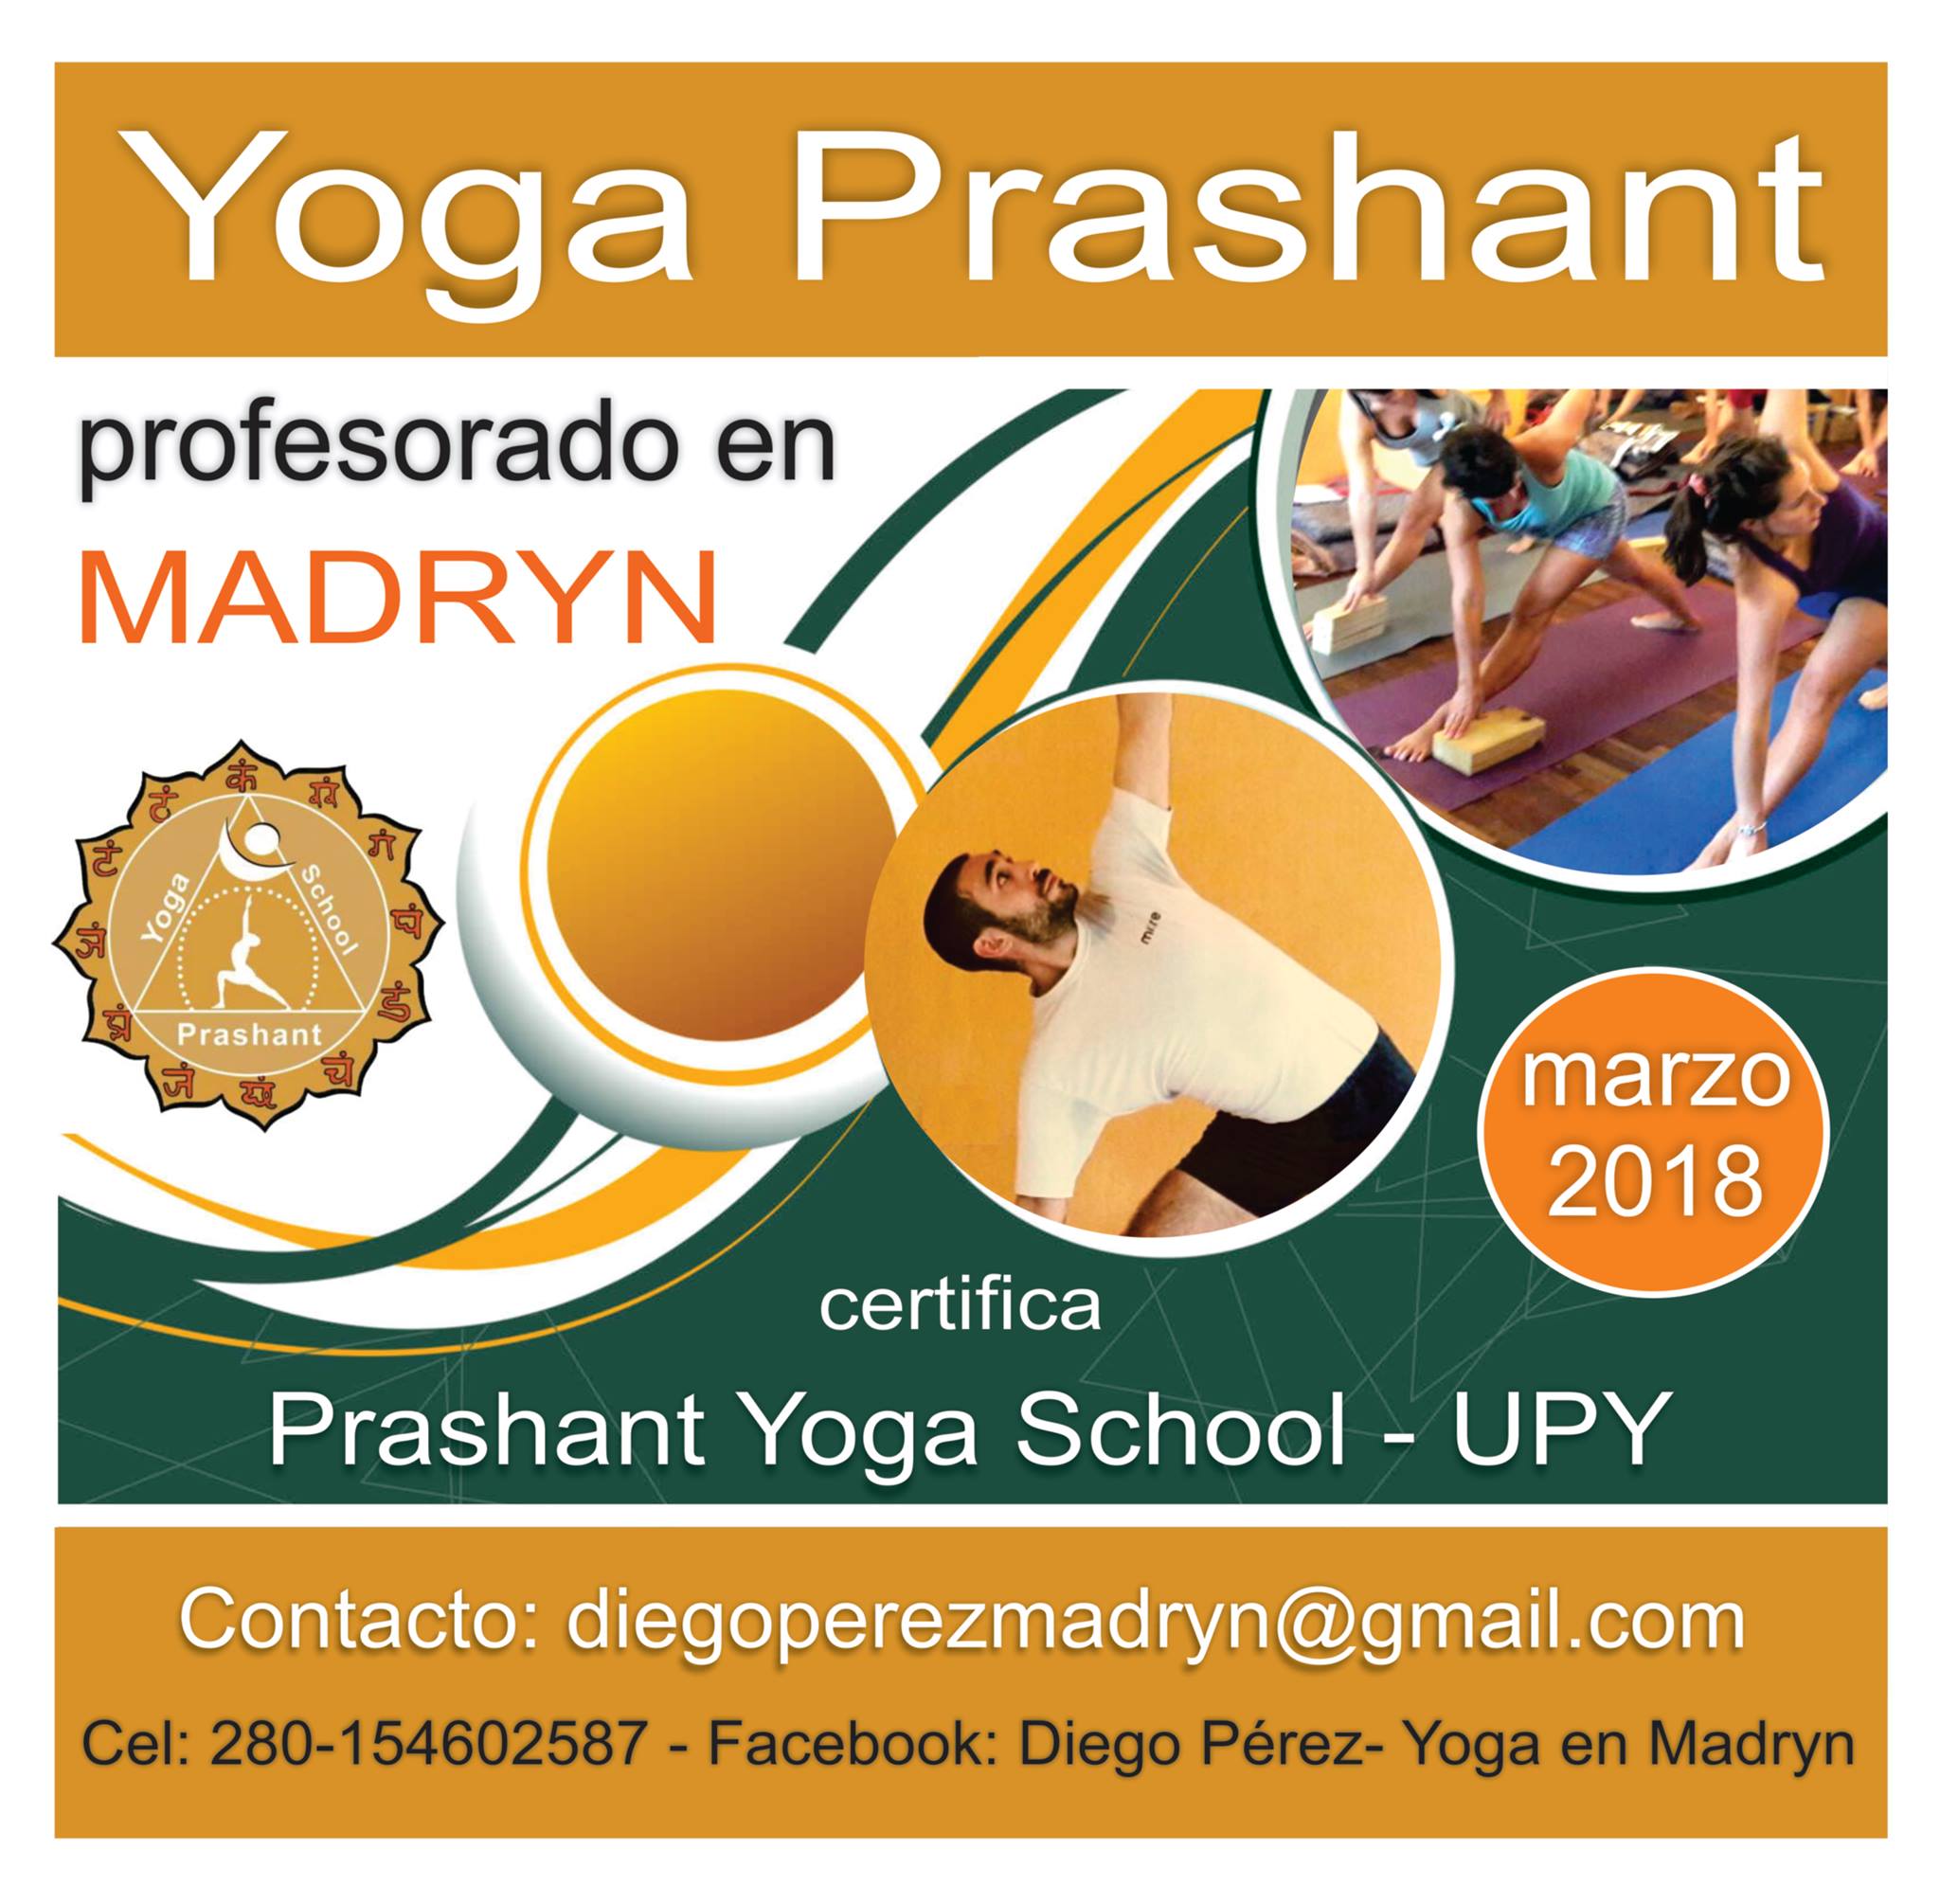 Yoga Prashant
profesorado en
MADRYN
कं
खं
गं
घं
ङं
चं
छं
जं
झं
ञं
टं
ठं
Yoga
School
Prashant
marzo
2018
certifica
Prashant Yoga School - UPY
Contacto: diegoperezmadryn@gmail.com
Cel: 280-154602587 - Facebook: Diego Pérez- Yoga en Madryn